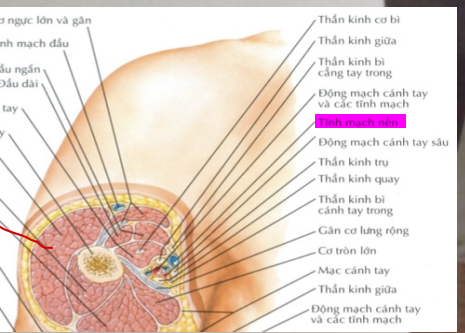 ơ ngực lớn và gân
nh mạch đầu
ầu ngắn
Đầu dài
tay
y
Thần kinh cơ bì
Thần kinh giữa
Thần kinh bì
cẳng tay trong
Động mạch cánh tay
và các tĩnh mạch
Tĩnh mạch nền
Động mạch cánh tay sâu
Thần kinh trụ
Thần kinh quay
Thần kinh bì
cánh tay trong
Gân cơ lưng rộng
Cơ tròn lớn
Mạc cánh tay
Thần kinh giữa
Động mạch cánh tay
và các tĩnh mạch